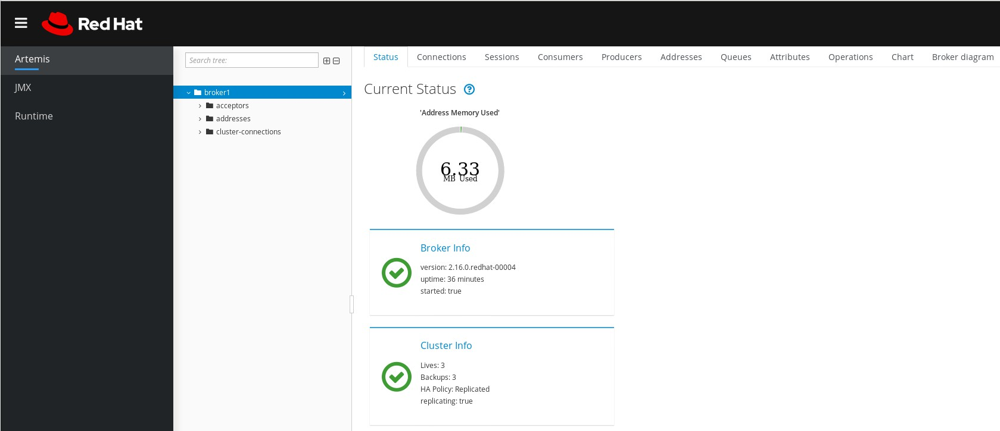 Red Hat
Artemis
JMX
Runtime
Search tree:
broker1
acceptors
addresses
cluster-connections
Status Connections Sessions Consumers Producers Addresses Queues Attributes Operations Chart Broker diagram
Current Status ?
'Address Memory Used'
6.33
MB Used
Broker Info
version: 2.16.0.redhat-00004
uptime: 36 minutes
started: true
Cluster Info
Lives: 3
Backups: 3
HA Policy: Replicated
replicating: true